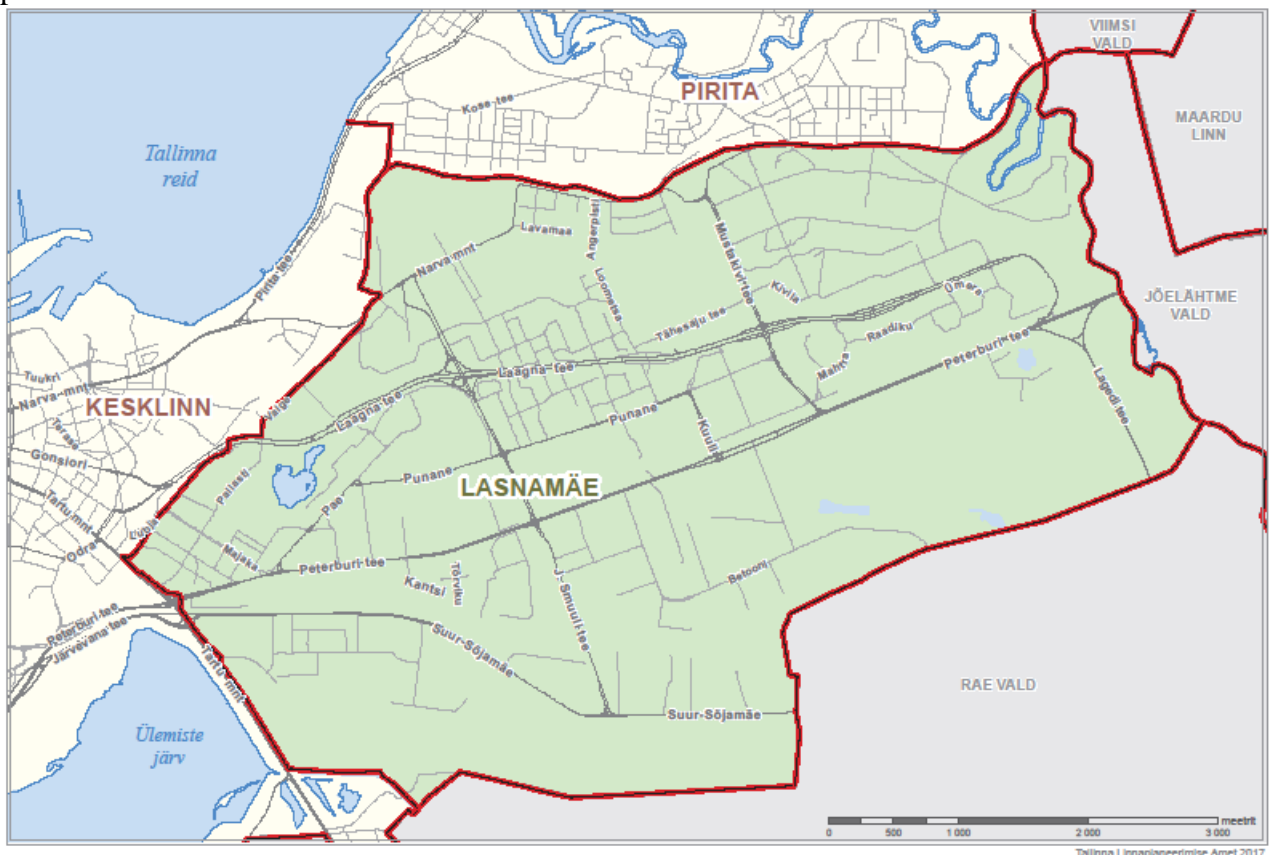 VIIMSI
VALD
PIRITA
Kose tee
MAARDU
LINN
Tallinna
reid
Lavamaa
Angerpisti
Mustakivi tee
Narva mnt
Pirita tee
Loometsa
Kivila
Ümera
JÕELÄHTME
VALD
Tähesaju tee
Raadiku
Peterburi tee
Mahtra
Laagna tee
Tuukri
Narva mnt
KESKLINN
Valge
Laagna tee
Lagedi tee
Terase
Punane
Kuuli
Gonsiori
Pallasti
Punane
LASNAMÄE
Pae
Tartu mnt
Lubja
Odra
Majaka
Peterburi tee
Kantsi
Tõrviku
J. Smuuli tee
Betooni
Peterburi tee
Järvevana tee
Suur-Sõjamäe
Tartu mnt
RAE VALD
Suur-Sõjamäe
Ülemiste
järv
meetrit
0 500 1 000 2 000 3 000
Tallinna Linnaplaneerimise Amet 2017